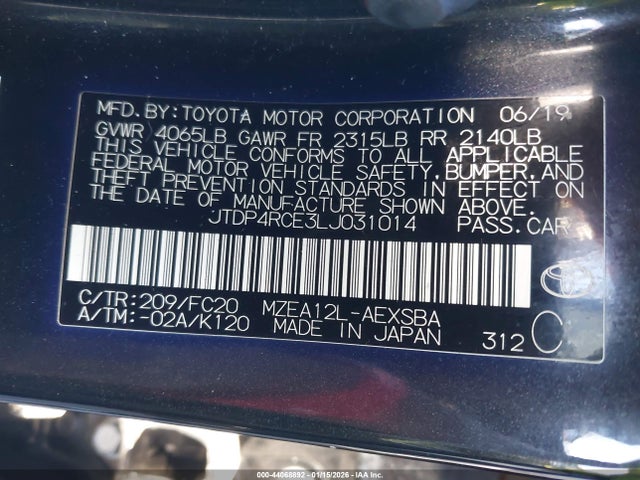 MFD.BY:TOYOTA MOTOR CORPORATION 06/19
GVWR 4065LB GAWR FR 2315LB RR 2140LB
THIS VEHICLE CONFORMS TO ALL APPLICABLE
FEDERAL MOTOR VEHICLE SAFETY,BUMPER,AND
THEFT PREVENTION STANDARDS IN EFFECT ON
THE DATE OF MANUFACTURE SHOWN ABOVE.
JTDP4RCE3LJ031014 PASS.CAR
C/TR:209/FC20 MZEA12L-AEXSBA
A/TM:-02A/K120 MADE IN JAPAN 312
000-44068892 - 01/15/2026 - IAAI.COM